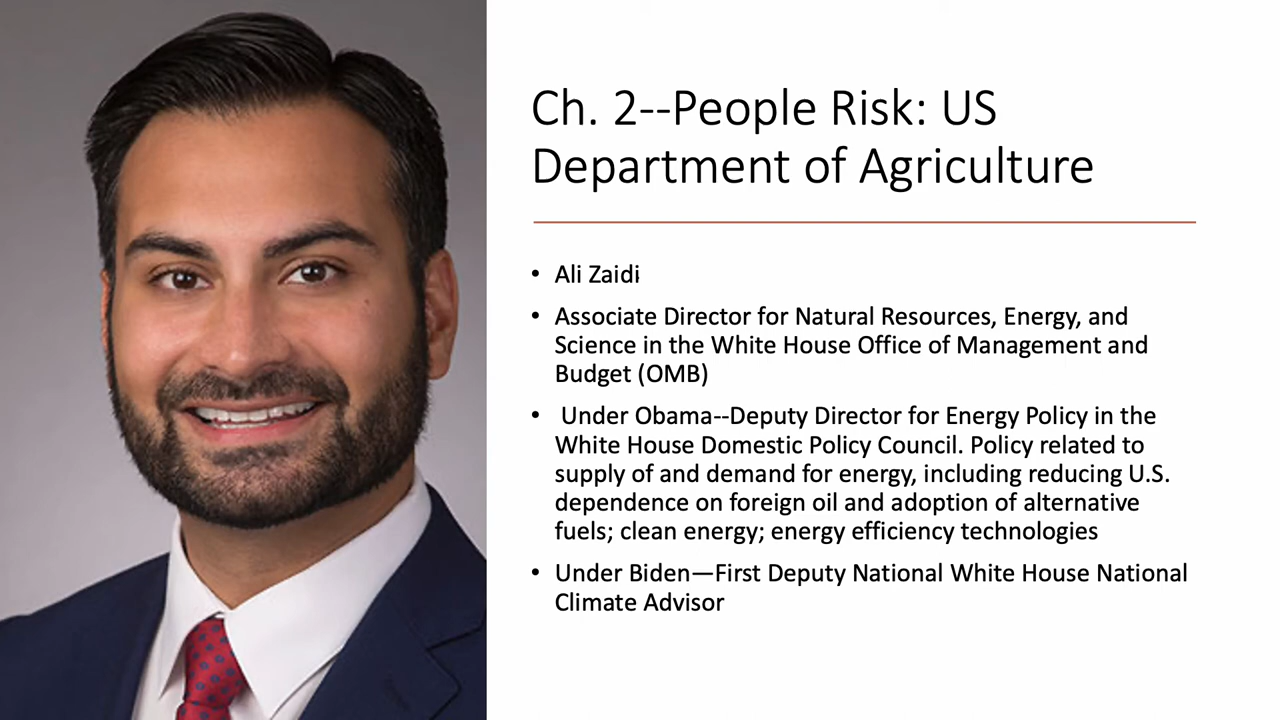 Ch. 2--People Risk: US
Department of Agriculture
• Ali Zaidi
• Associate Director for Natural Resources, Energy, and
Science in the White House Office of Management and
Budget (OMB)
• Under Obama--Deputy Director for Energy Policy in the
White House Domestic Policy Council. Policy related to
supply of and demand for energy, including reducing U.S.
dependence on foreign oil and adoption of alternative
fuels; clean energy; energy efficiency technologies
• Under Biden—First Deputy National White House National
Climate Advisor